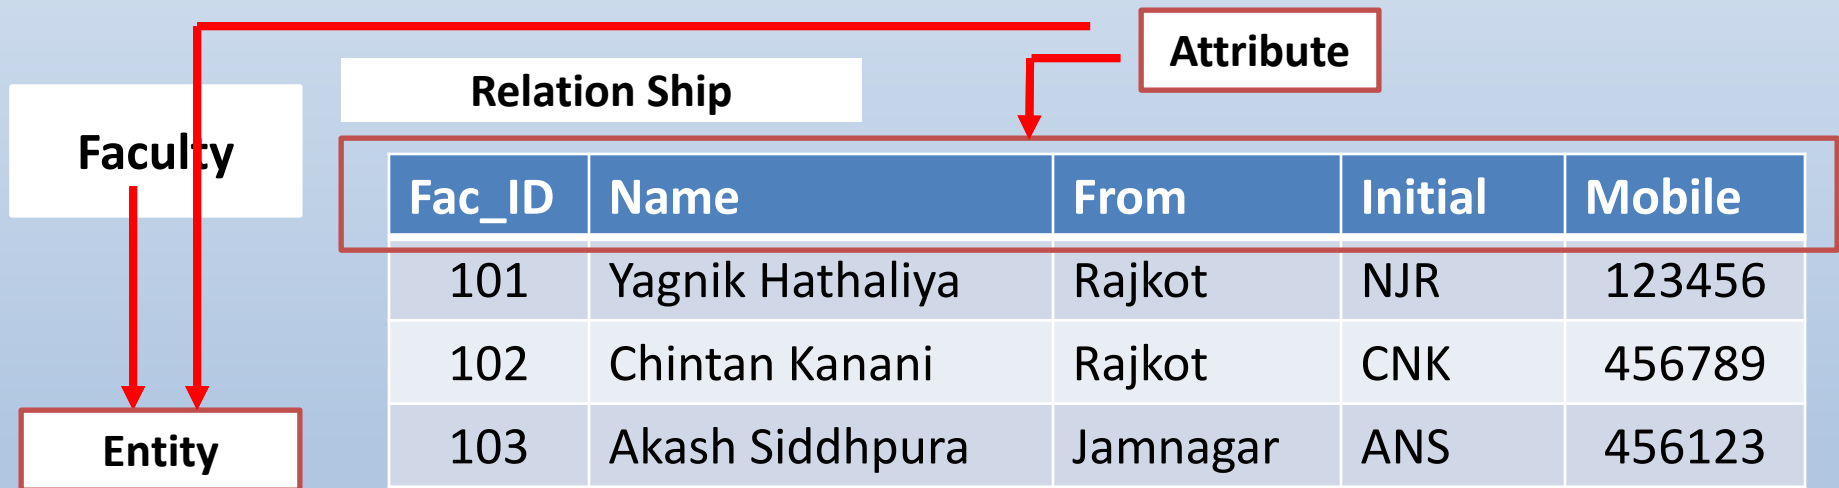 Attribute
Relation Ship
Faculty
Fac_ID Name From Initial Mobile
101 Yagnik Hathaliya Rajkot NJR 123456
102 Chintan Kanani Rajkot CNK 456789
103 Akash Siddhpura Jamnagar ANS 456123
Entity